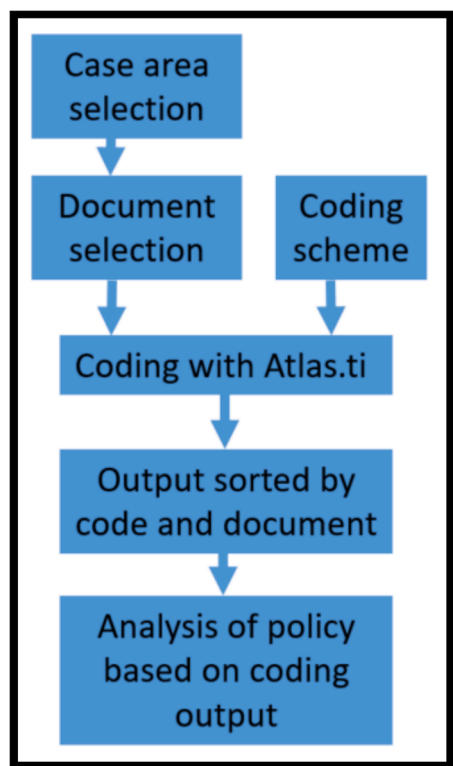 Case area
selection
Document
selection
Coding
scheme
Coding with Atlas.ti
Output sorted by
code and document
Analysis of policy
based on coding
output